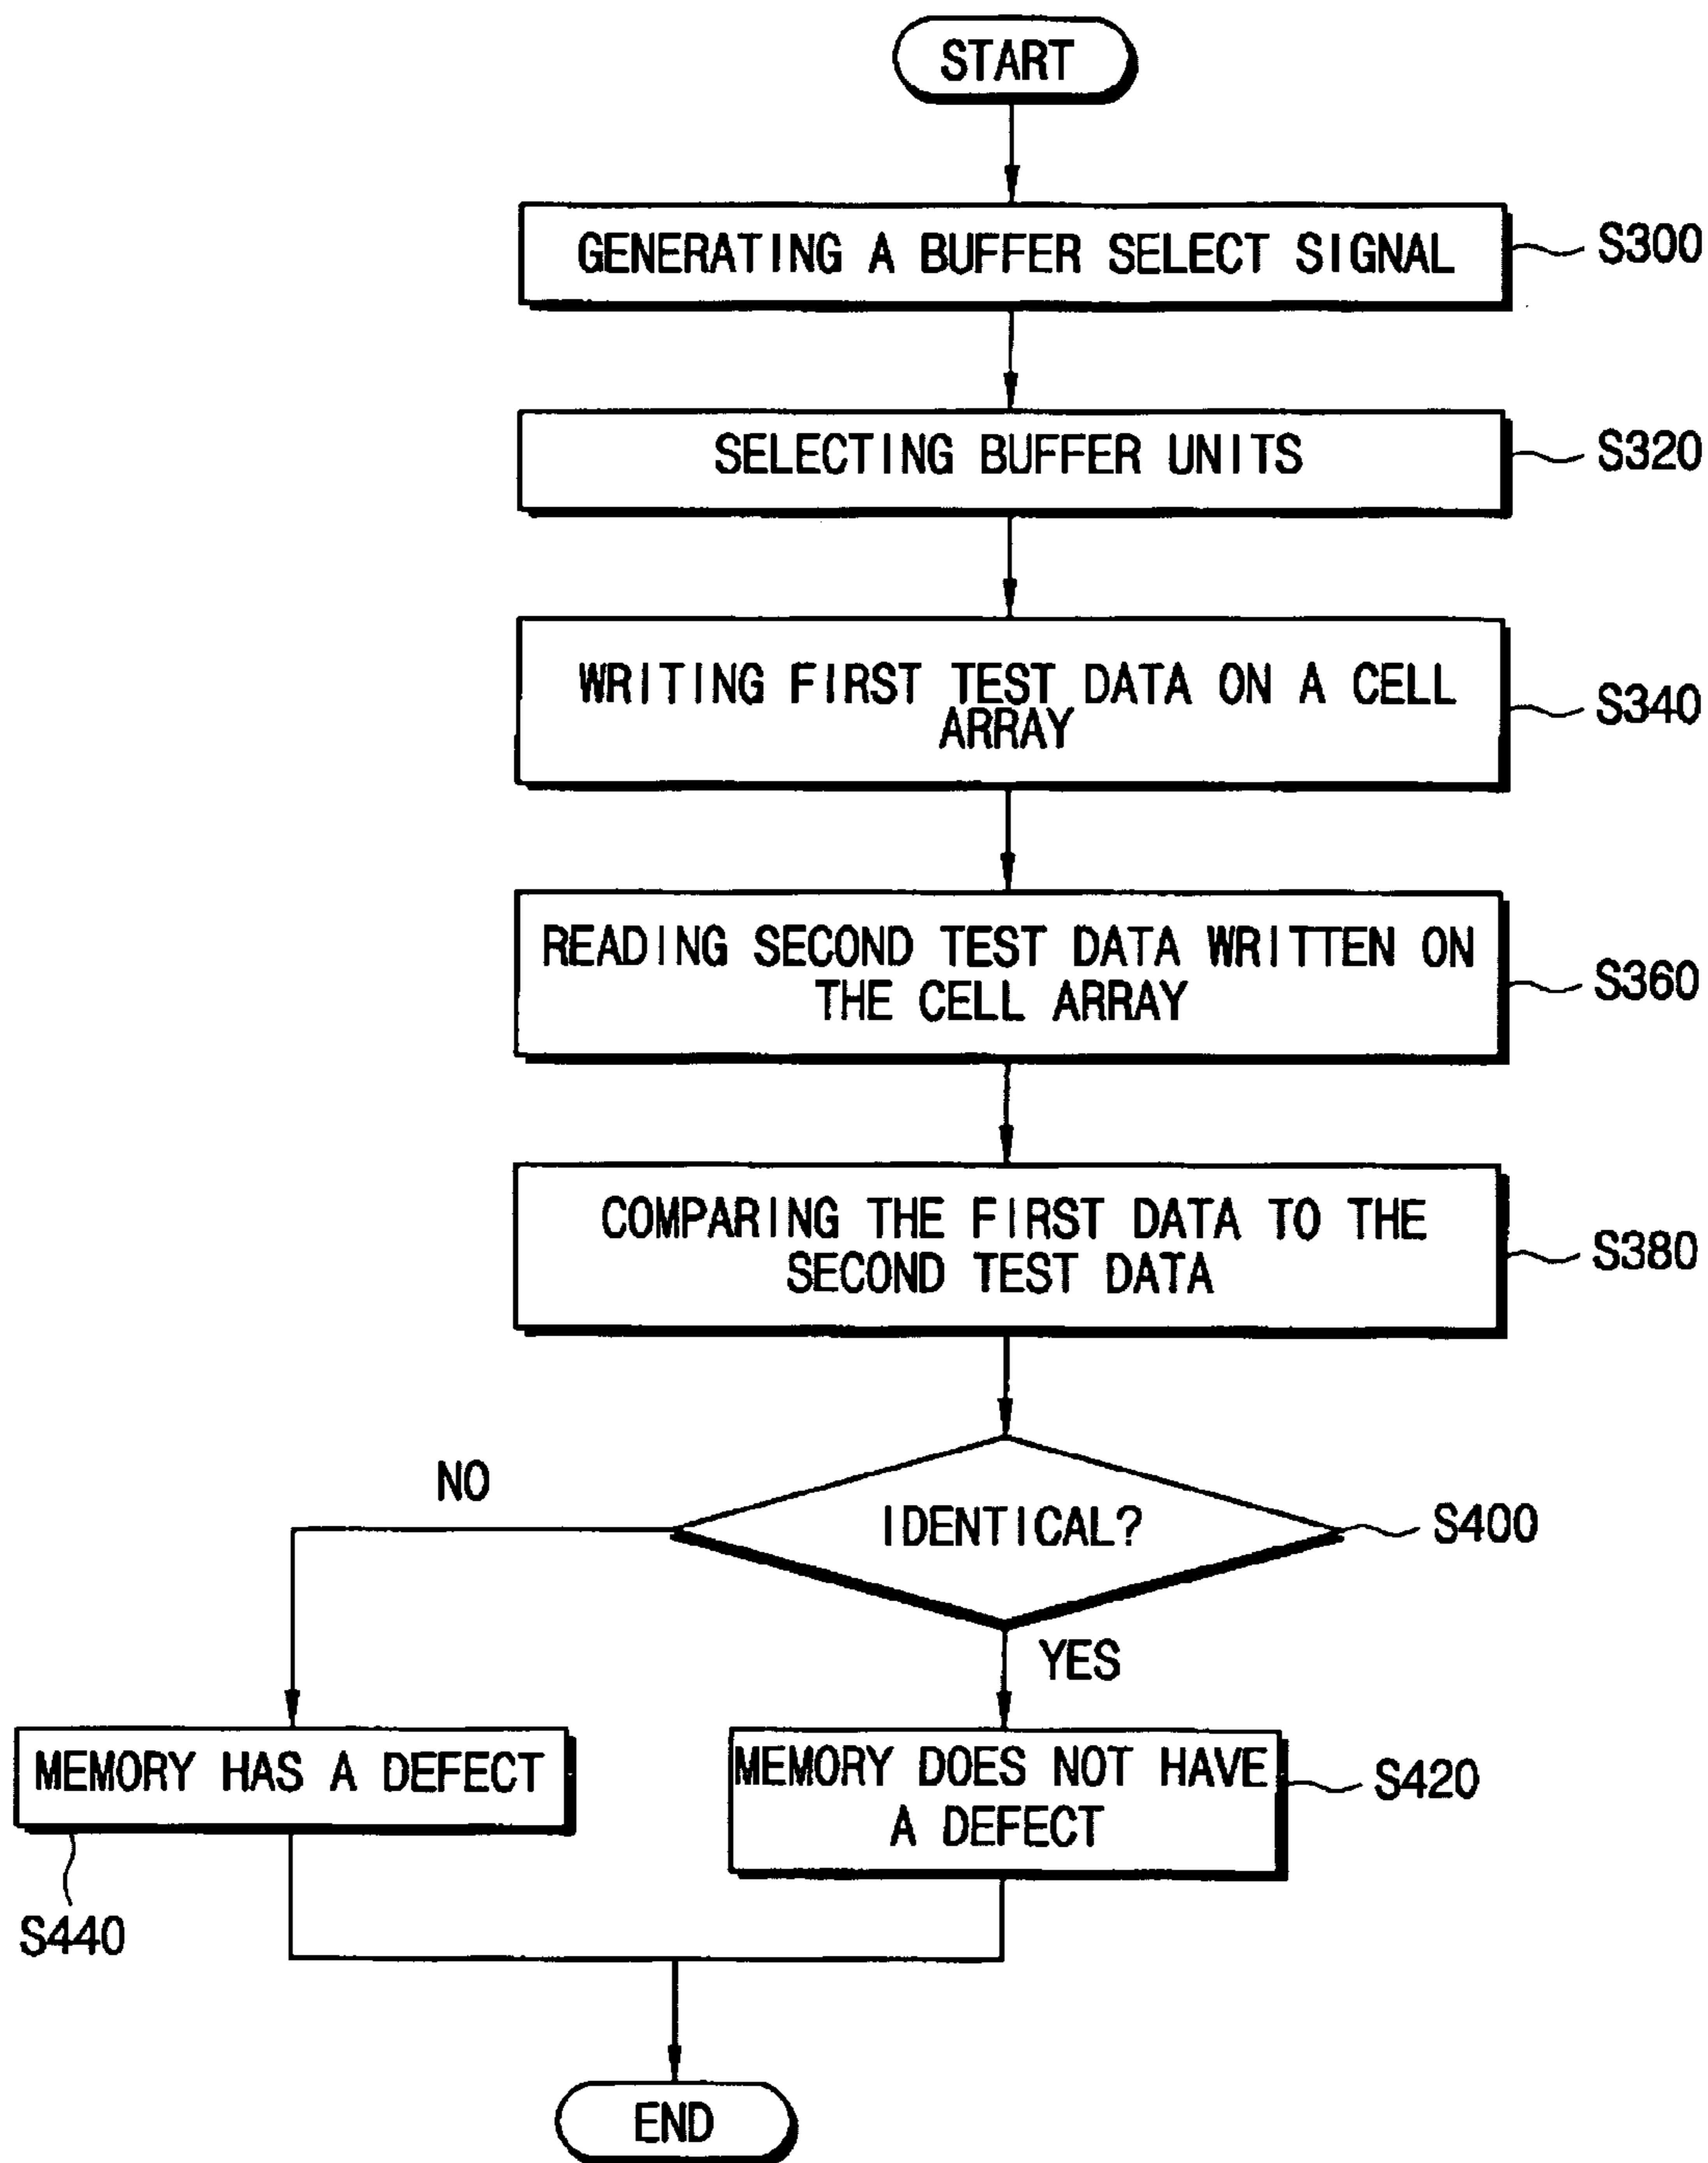 START
GENERATING A BUFFER SELECT SIGNAL
S300
SELECTING BUFFER UNITS
S320
WRITING FIRST TEST DATA ON A CELL
ARRAY
S340
READING SECOND TEST DATA WRITTEN ON
THE CELL ARRAY
S360
COMPARING THE FIRST DATA TO THE
SECOND TEST DATA
S380
NO
IDENTICAL?
S400
YES
MEMORY HAS A DEFECT
S440
MEMORY DOES NOT HAVE
A DEFECT
S420
END